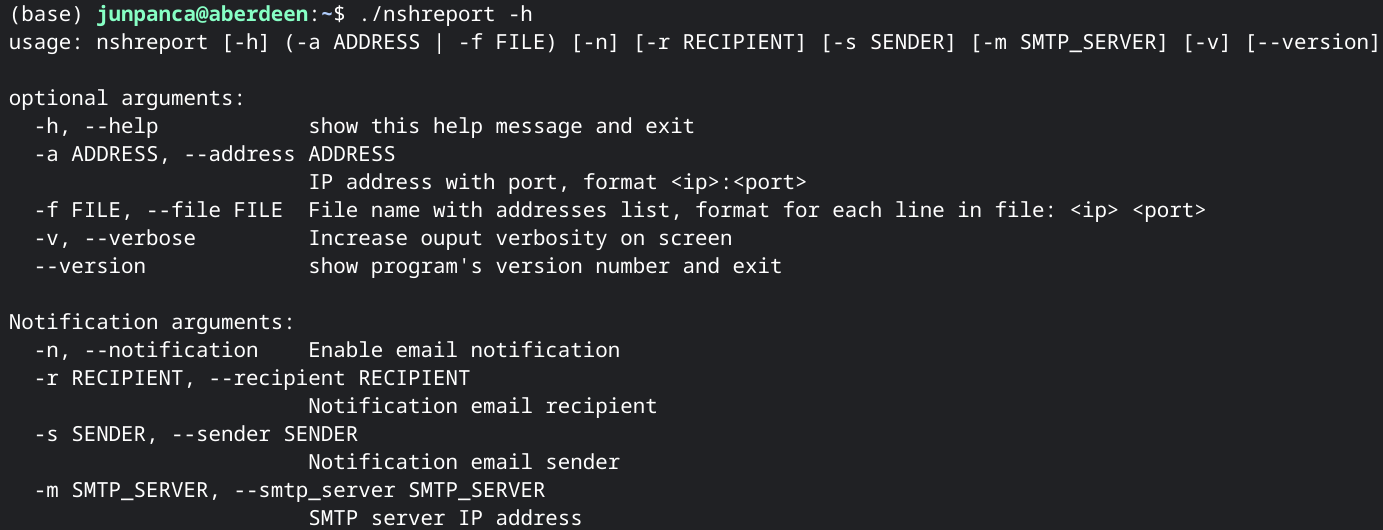 (base) junpanca@aberdeen:~$ ./nshreport -h
usage: nshreport [-h] (-a ADDRESS | -f FILE) [-n] [-r RECIPIENT] [-s SENDER] [-m SMTP_SERVER] [-v] [--version]

optional arguments:
  -h, --help            show this help message and exit
  -a ADDRESS, --address ADDRESS
                        IP address with port, format <ip>:<port>
  -f FILE, --file FILE  File name with addresses list, format for each line in file: <ip> <port>
  -v, --verbose         Increase ouput verbosity on screen
  --version             show program's version number and exit

Notification arguments:
  -n, --notification    Enable email notification
  -r RECIPIENT, --recipient RECIPIENT
                        Notification email recipient
  -s SENDER, --sender SENDER
                        Notification email sender
  -m SMTP_SERVER, --smtp_server SMTP_SERVER
                        SMTP server IP address